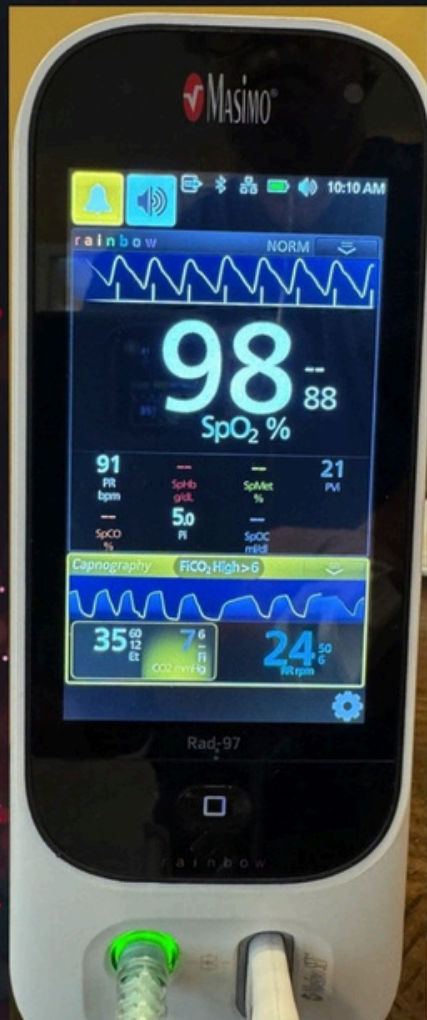 MASIMO®
10:10 AM
rainbow
NORM
98
--
88
SpO₂ %
91 -- -- 21
PR SpHb SpMet PVi
bpm g/dL %
-- 5.0 --
SpCO Pi SpOC
% ml/dl
Capnography FiCO₂ High > 6
35 60 7 6 24 50
12 -- 6
Et Fi RR rpm
CO2 mmHg
Rad-97
rainbow